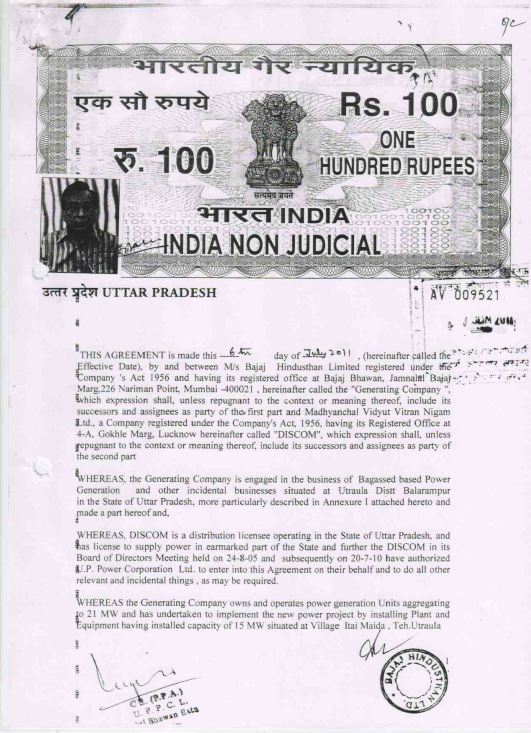 भारतीय गैर न्यायिक
एक सौ रुपये
Rs. 100
रु. 100
ONE
HUNDRED RUPEES
सत्यमेव जयते
भारत INDIA
INDIA NON JUDICIAL
उत्तर प्रदेश UTTAR PRADESH
AV 009521
THIS AGREEMENT is made this 6th day of July 2011 , (hereinafter called the
Effective Date), by and between M/s Bajaj Hindusthan Limited registered under the
Company 's Act 1956 and having its registered office at Bajaj Bhawan, Jamnalal Bajaj
Marg,226 Nariman Point, Mumbai -400021 , hereinafter called the "Generating Company ",
which expression shall, unless repugnant to the context or meaning thereof, include its
successors and assignees as party of the first part and Madhyanchal Vidyut Vitran Nigam
Ltd., a Company registered under the Company's Act, 1956, having its Registered Office at
4-A, Gokhle Marg, Lucknow hereinafter called "DISCOM", which expression shall, unless
repugnant to the context or meaning thereof, include its successors and assignees as party of
the second part
WHEREAS, the Generating Company is engaged in the business of Bagassed based Power
Generation and other incidental businesses situated at Utraula Distt Balarampur
in the State of Uttar Pradesh, more particularly described in Annexure I attached hereto and
made a part hereof and,
WHEREAS, DISCOM is a distribution licensee operating in the State of Uttar Pradesh, and
has license to supply power in earmarked part of the State and further the DISCOM in its
Board of Directors Meeting held on 24-8-05 and subsequently on 20-7-10 have authorized
U.P. Power Corporation Ltd. to enter into this Agreement on their behalf and to do all other
relevant and incidental things , as may be required.
WHEREAS the Generating Company owns and operates power generation Units aggregating
to 21 MW and has undertaken to implement the new power project by installing Plant and
Equipment having installed capacity of 15 MW situated at Village Itai Maida , Teh.Utraula
(P.P.A.)
U. P. P. C. L.
Bhawan Extn
BAJAJ HINDUSTHAN LTD.